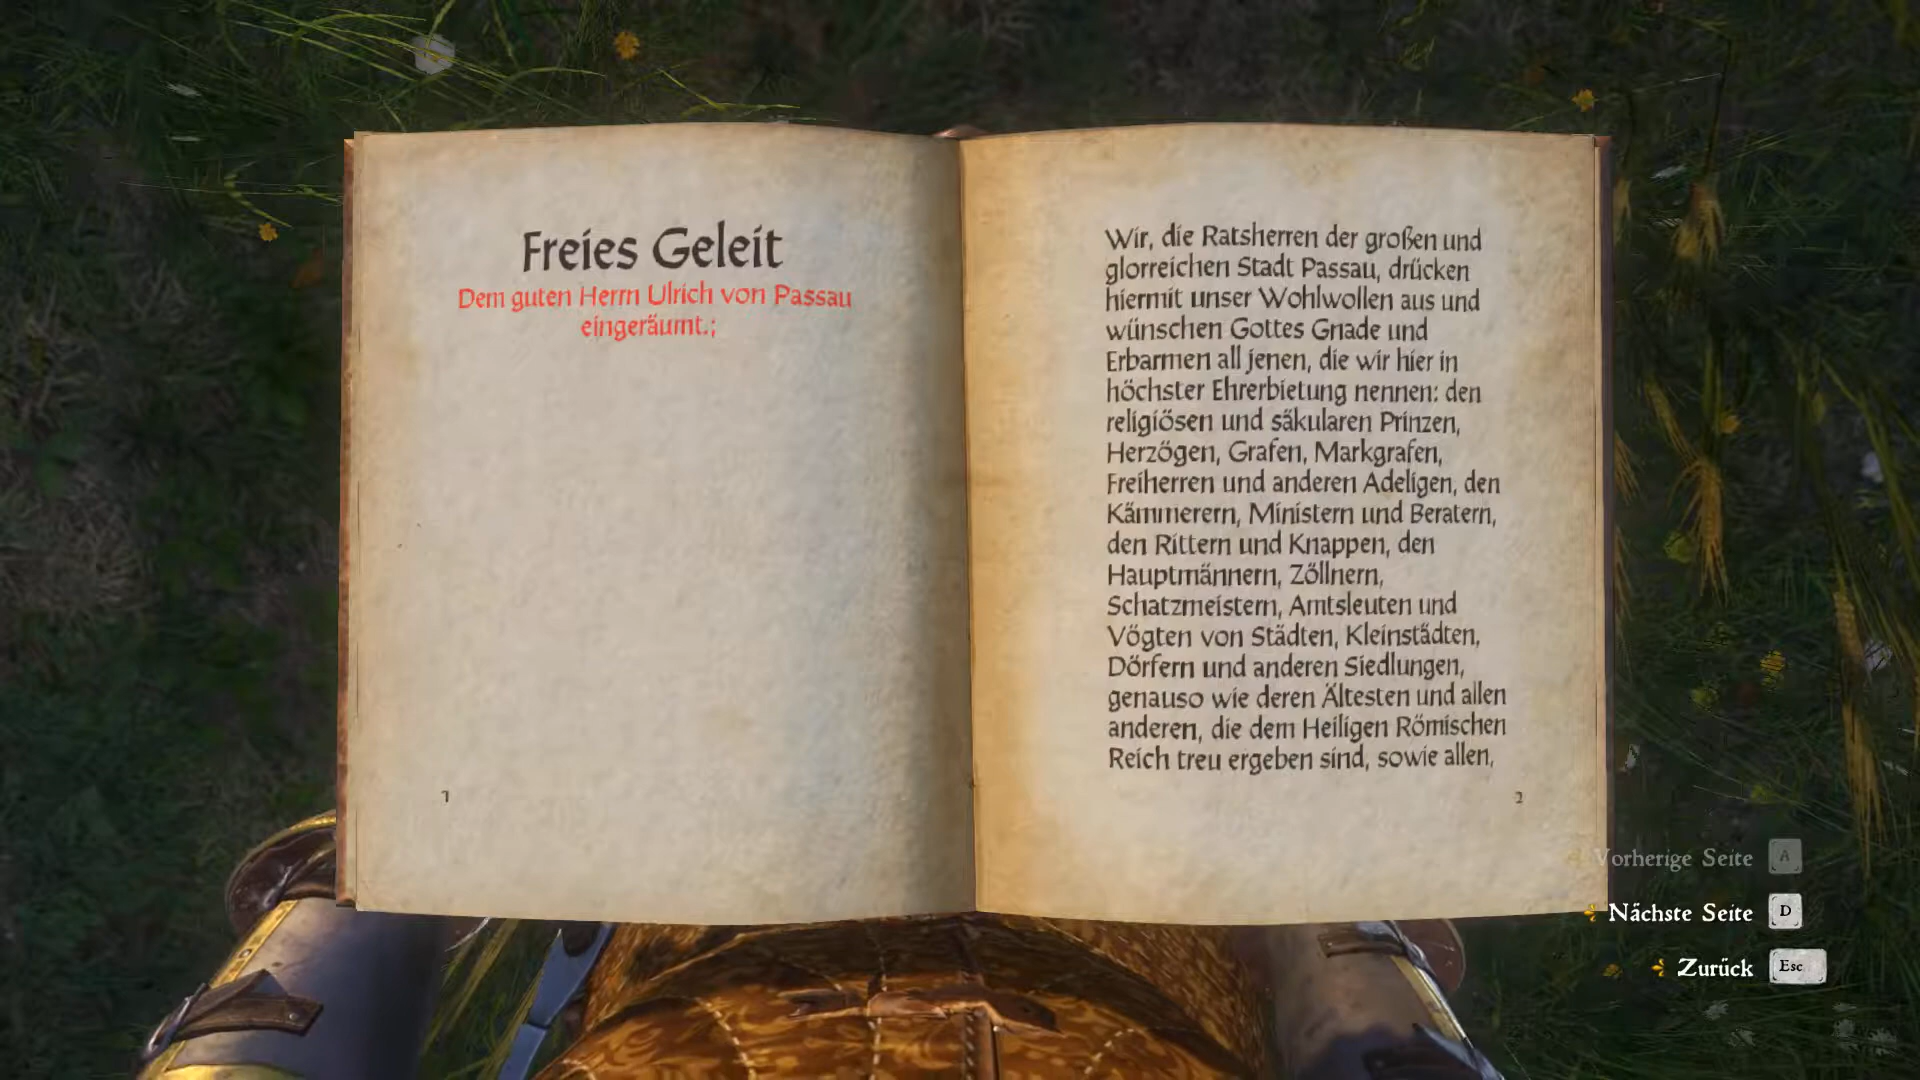 Freies Geleit
Dem guten Herrn Ulrich von Passau
eingeräumt.;
1
Wir, die Ratsherren der großen und
glorreichen Stadt Passau, drücken
hiermit unser Wohlwollen aus und
wünschen Gottes Gnade und
Erbarmen all jenen, die wir hier in
höchster Ehrerbietung nennen: den
religiösen und säkularen Prinzen,
Herzögen, Grafen, Markgrafen,
Freiherren und anderen Adeligen, den
Kämmerern, Ministern und Beratern,
den Rittern und Knappen, den
Hauptmännern, Zöllnern,
Schatzmeistern, Amtsleuten und
Vögten von Städten, Kleinstädten,
Dörfern und anderen Siedlungen,
genauso wie deren Ältesten und allen
anderen, die dem Heiligen Römischen
Reich treu ergeben sind, sowie allen,
2
Vorherige Seite A
Nächste Seite D
Zurück Esc